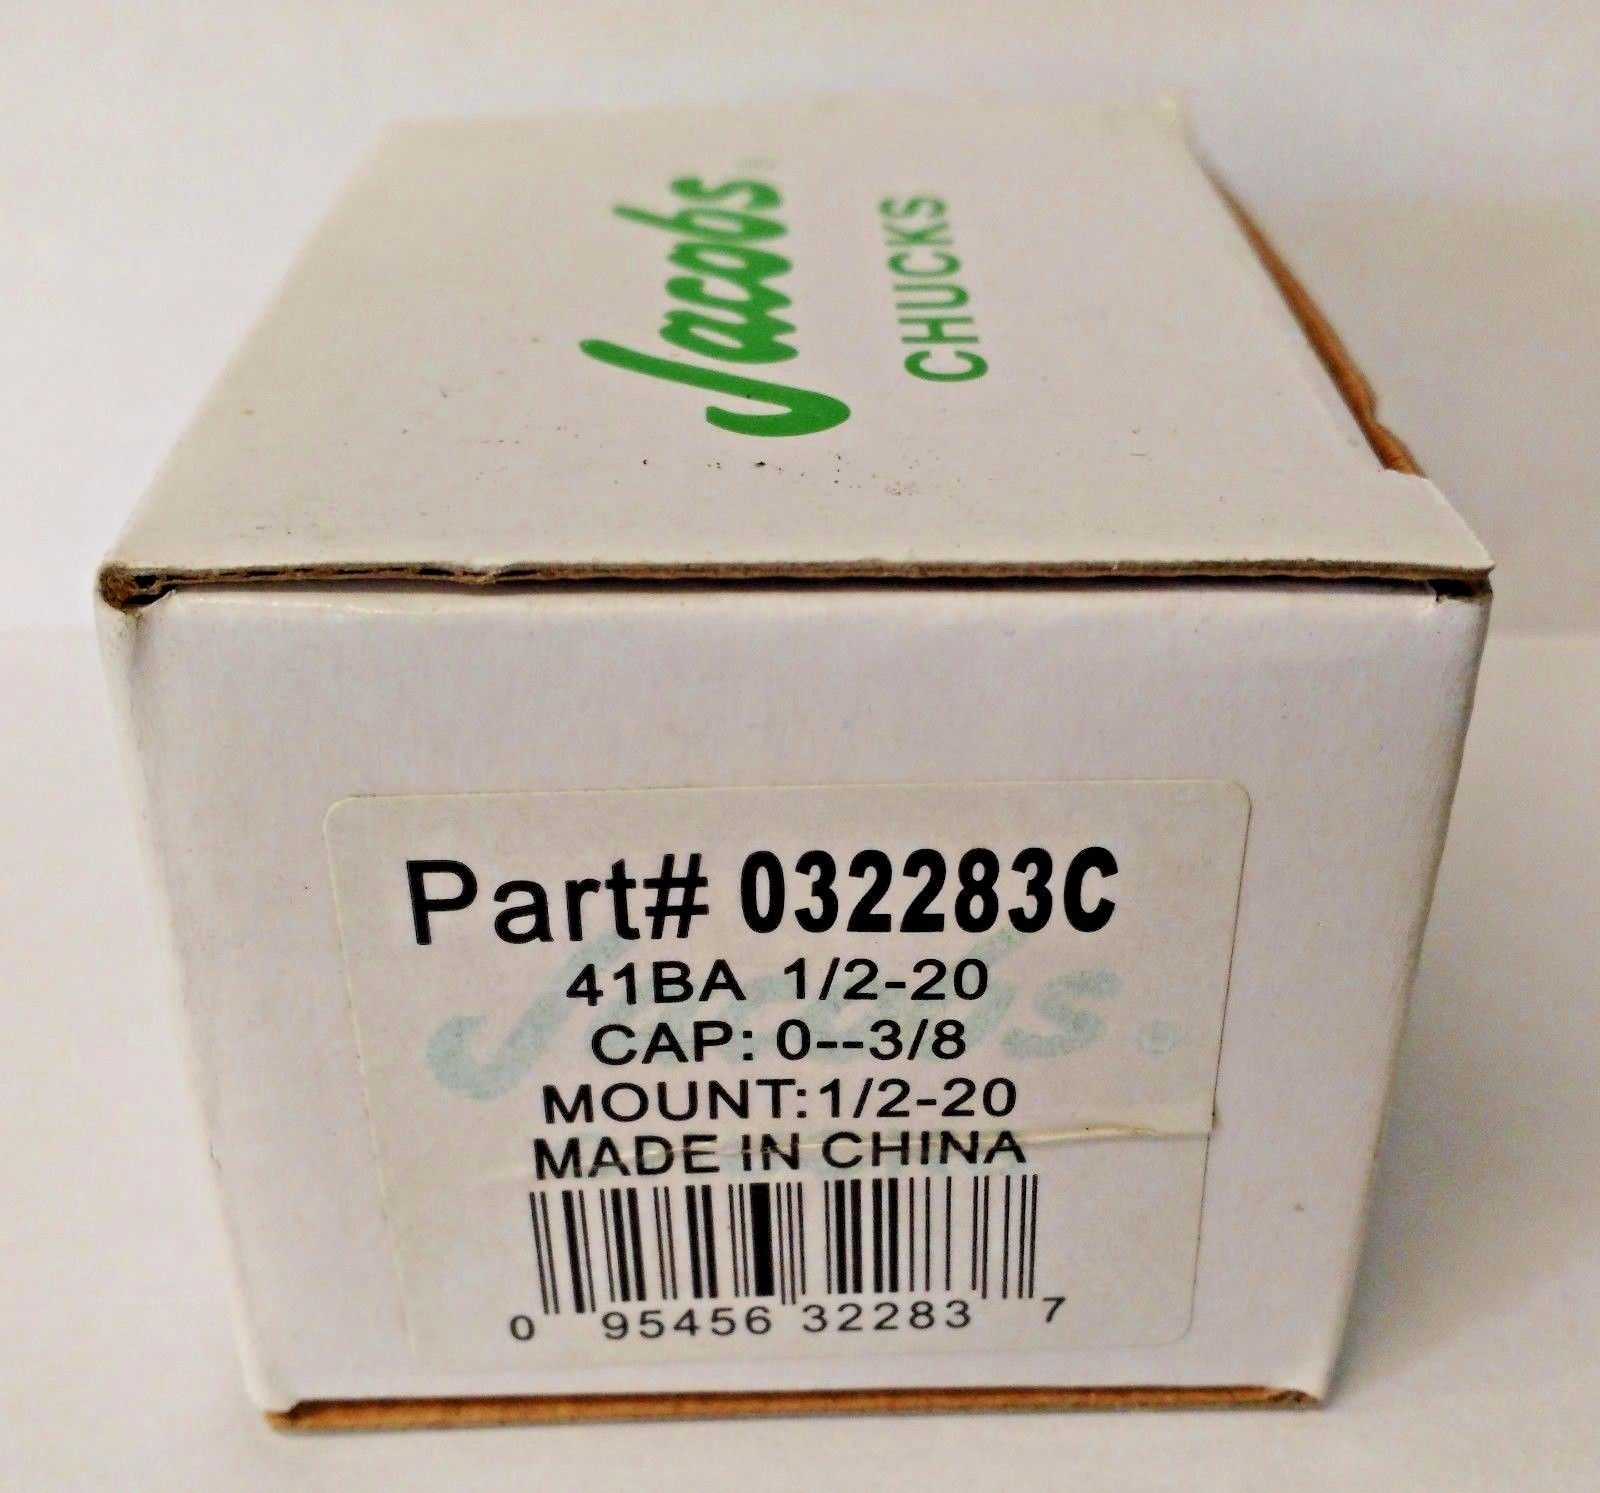 Jacobs®
CHUCKS
Part# 032283C
41BA 1/2-20
CAP: 0--3/8
MOUNT:1/2-20
MADE IN CHINA
0 95456 32283 7
Jacobs®